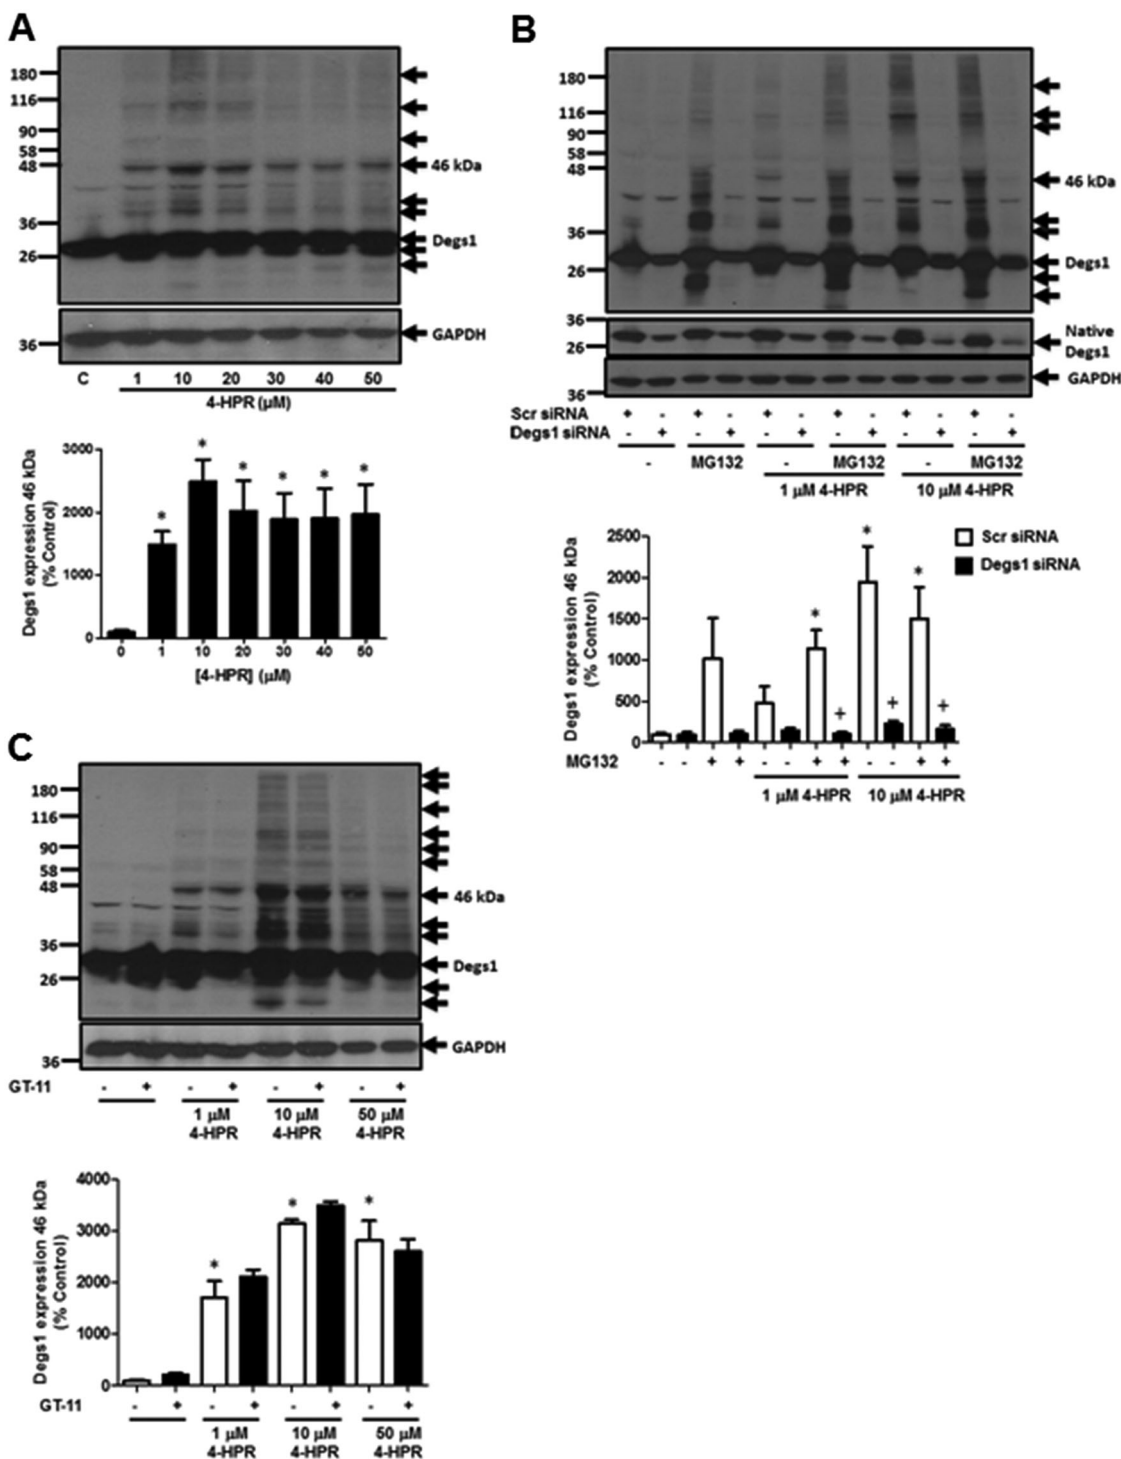 A
180
116
90
58
48
36
26
46 kDa
Degs1
36
GAPDH
C 1 10 20 30 40 50
4-HPR (µM)
Degs1 expression 46 kDa
(% Control)
3000
2000
1000
0
* * * * * *
0 1 10 20 30 40 50
[4-HPR] (µM)
B
180
116
90
58
48
36
26
46 kDa
Degs1
36
26
Native
Degs1
36
GAPDH
Scr siRNA + - + - + - + - + - + -
Degs1 siRNA - + - + - + - + - + - +
- MG132 - MG132 - MG132
1 µM 4-HPR 10 µM 4-HPR
Degs1 expression 46 kDa
(% Control)
2500
2000
1500
1000
500
0
Scr siRNA
Degs1 siRNA
* + * + * +
MG132 - - + + - - + + - - + +
1 µM 4-HPR 10 µM 4-HPR
C
180
116
90
58
48
36
26
46 kDa
Degs1
36
GAPDH
GT-11 - + - + - + - +
1 µM 10 µM 50 µM
4-HPR 4-HPR 4-HPR
Degs1 expression 46 kDa
(% Control)
4000
3000
2000
1000
0
* * *
GT-11 - + - + - + - +
1 µM 10 µM 50 µM
4-HPR 4-HPR 4-HPR